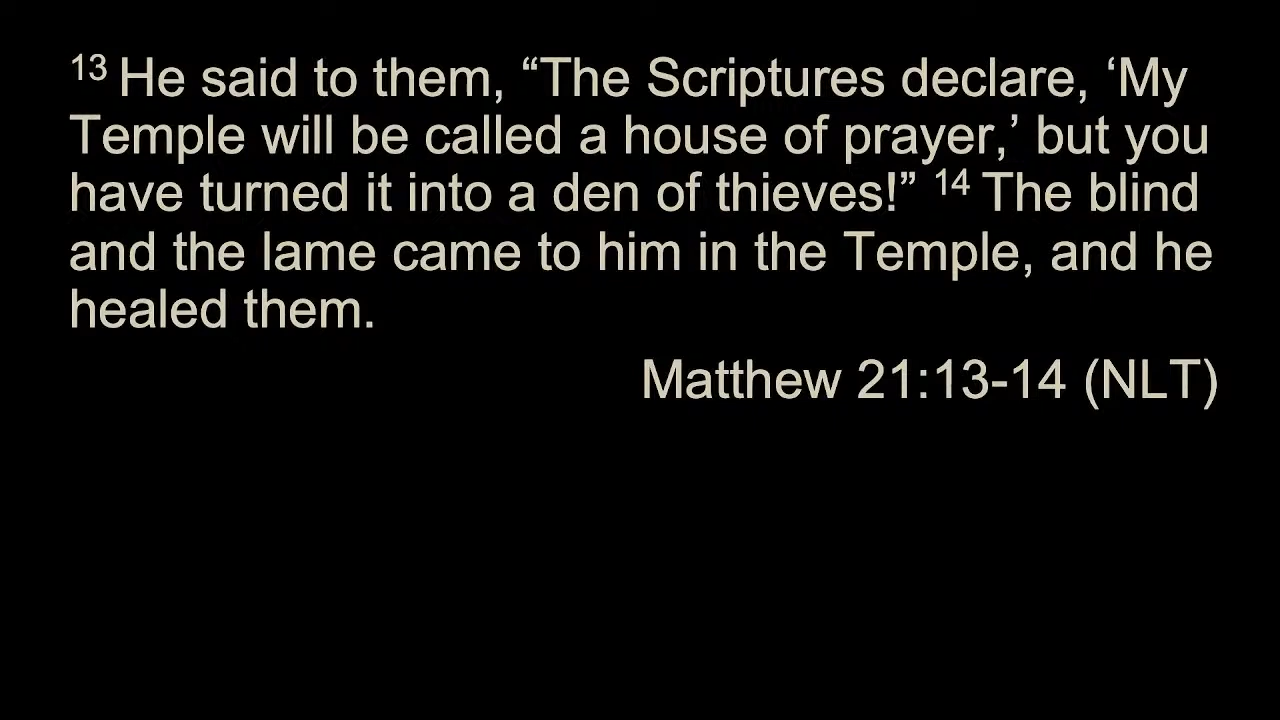 13 He said to them, “The Scriptures declare, ‘My
Temple will be called a house of prayer,’ but you
have turned it into a den of thieves!” 14 The blind
and the lame came to him in the Temple, and he
healed them.
Matthew 21:13-14 (NLT)